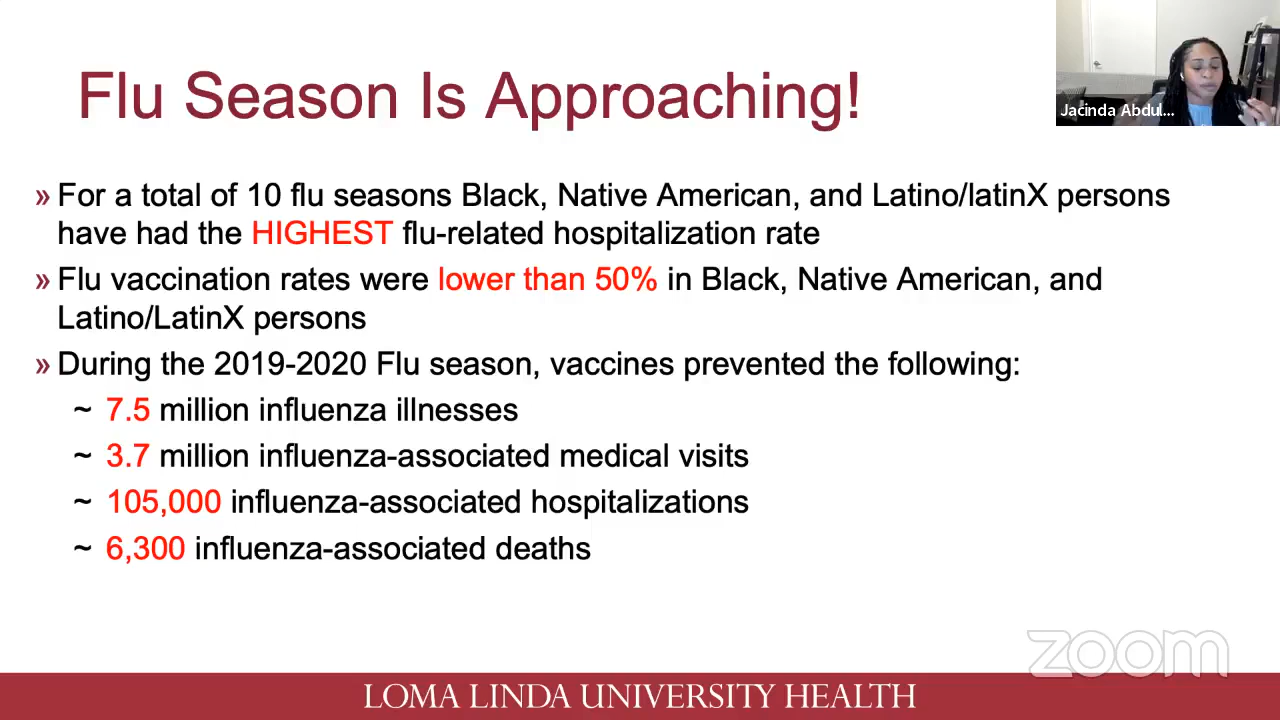 Flu Season Is Approaching!
Jacinda Abdul...
» For a total of 10 flu seasons Black, Native American, and Latino/latinX persons
have had the HIGHEST flu-related hospitalization rate
» Flu vaccination rates were lower than 50% in Black, Native American, and
Latino/LatinX persons
» During the 2019-2020 Flu season, vaccines prevented the following:
~ 7.5 million influenza illnesses
~ 3.7 million influenza-associated medical visits
~ 105,000 influenza-associated hospitalizations
~ 6,300 influenza-associated deaths
zoom
LOMA LINDA UNIVERSITY HEALTH